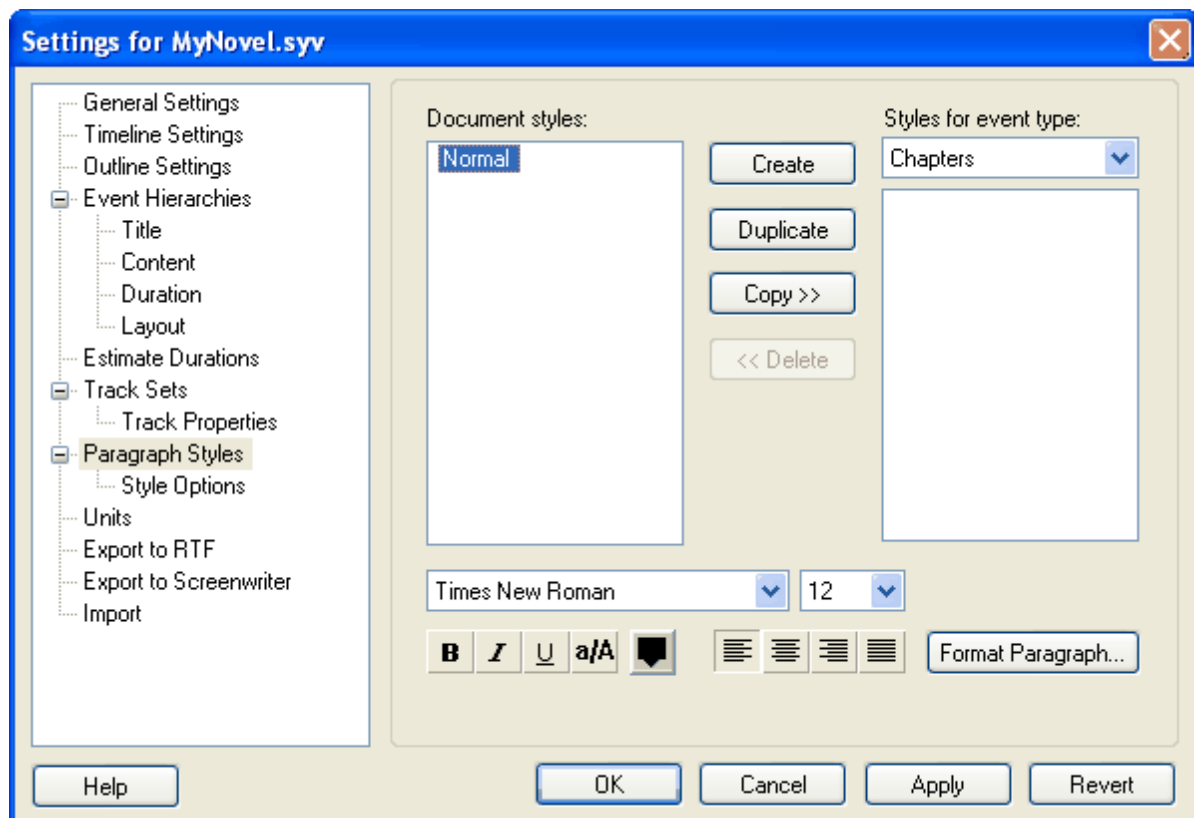 Settings for MyNovel.syv
General Settings
Timeline Settings
Outline Settings
Event Hierarchies
Title
Content
Duration
Layout
Estimate Durations
Track Sets
Track Properties
Paragraph Styles
Style Options
Units
Export to RTF
Export to Screenwriter
Import
Document styles:
Normal
Create
Duplicate
Copy >>
<< Delete
Styles for event type:
Chapters
Times New Roman
12
B I U a/A
Format Paragraph...
Help
OK
Cancel
Apply
Revert